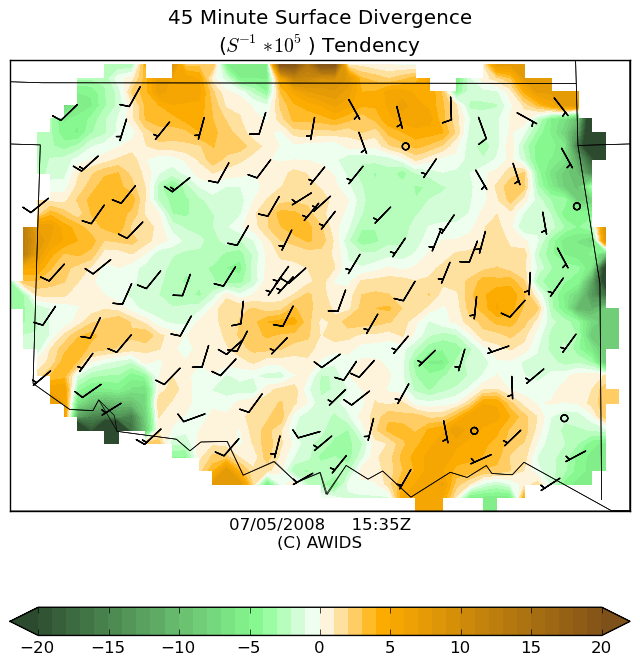 45 Minute Surface Divergence
(S⁻¹ ∗10⁵ ) Tendency
07/05/2008 15:35Z
(C) AWIDS
−20 −15 −10 −5 0 5 10 15 20